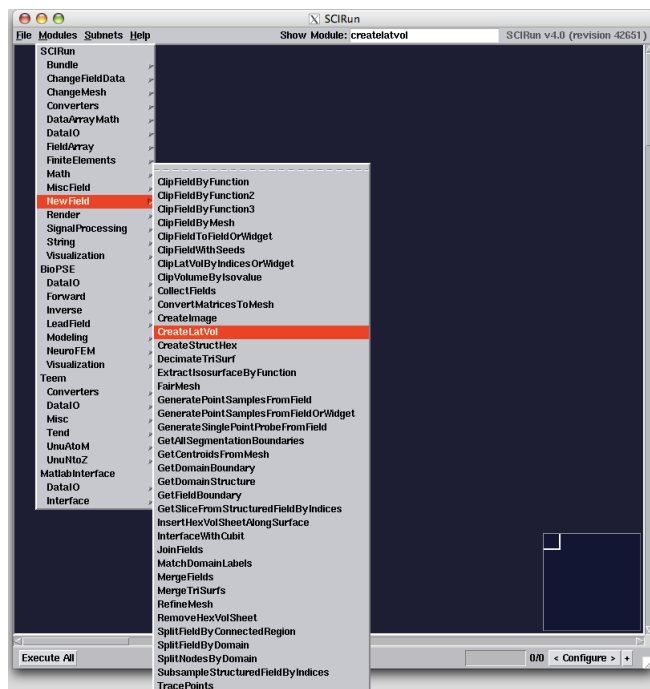 X SCIRun
File Modules Subnets Help Show Module: createlatvol SCIRun v4.0 (revision 42651)
SCIRun
Bundle
ChangeFieldData
ChangeMesh
Converters
DataArrayMath
DataIO
FieldArray
FiniteElements
Math
MiscField
NewField
Render
SignalProcessing
String
Visualization
BioPSE
DataIO
Forward
Inverse
LeadField
Modeling
NeuroFEM
Visualization
Teem
Converters
DataIO
Misc
Tend
UnuAtoM
UnuNtoZ
MatlabInterface
DataIO
Interface
ClipFieldByFunction
ClipFieldByFunction2
ClipFieldByFunction3
ClipFieldByMesh
ClipFieldToFieldOrWidget
ClipFieldWithSeeds
ClipLatVolByIndicesOrWidget
ClipVolumeByIsovalue
CollectFields
ConvertMatricesToMesh
CreateImage
CreateLatVol
CreateStructHex
DecimateTriSurf
ExtractIsosurfaceByFunction
FairMesh
GeneratePointSamplesFromField
GeneratePointSamplesFromFieldOrWidget
GenerateSinglePointProbeFromField
GetAllSegmentationBoundaries
GetCentroidsFromMesh
GetDomainBoundary
GetDomainStructure
GetFieldBoundary
GetSliceFromStructuredFieldByIndices
InsertHexVolSheetAlongSurface
InterfaceWithCubit
JoinFields
MatchDomainLabels
MergeFields
MergeTriSurfs
RefineMesh
RemoveHexVolSheet
SplitFieldByConnectedRegion
SplitFieldByDomain
SplitNodesByDomain
SubsampleStructuredFieldByIndices
TracePoints
Execute All 0/0 < Configure > +